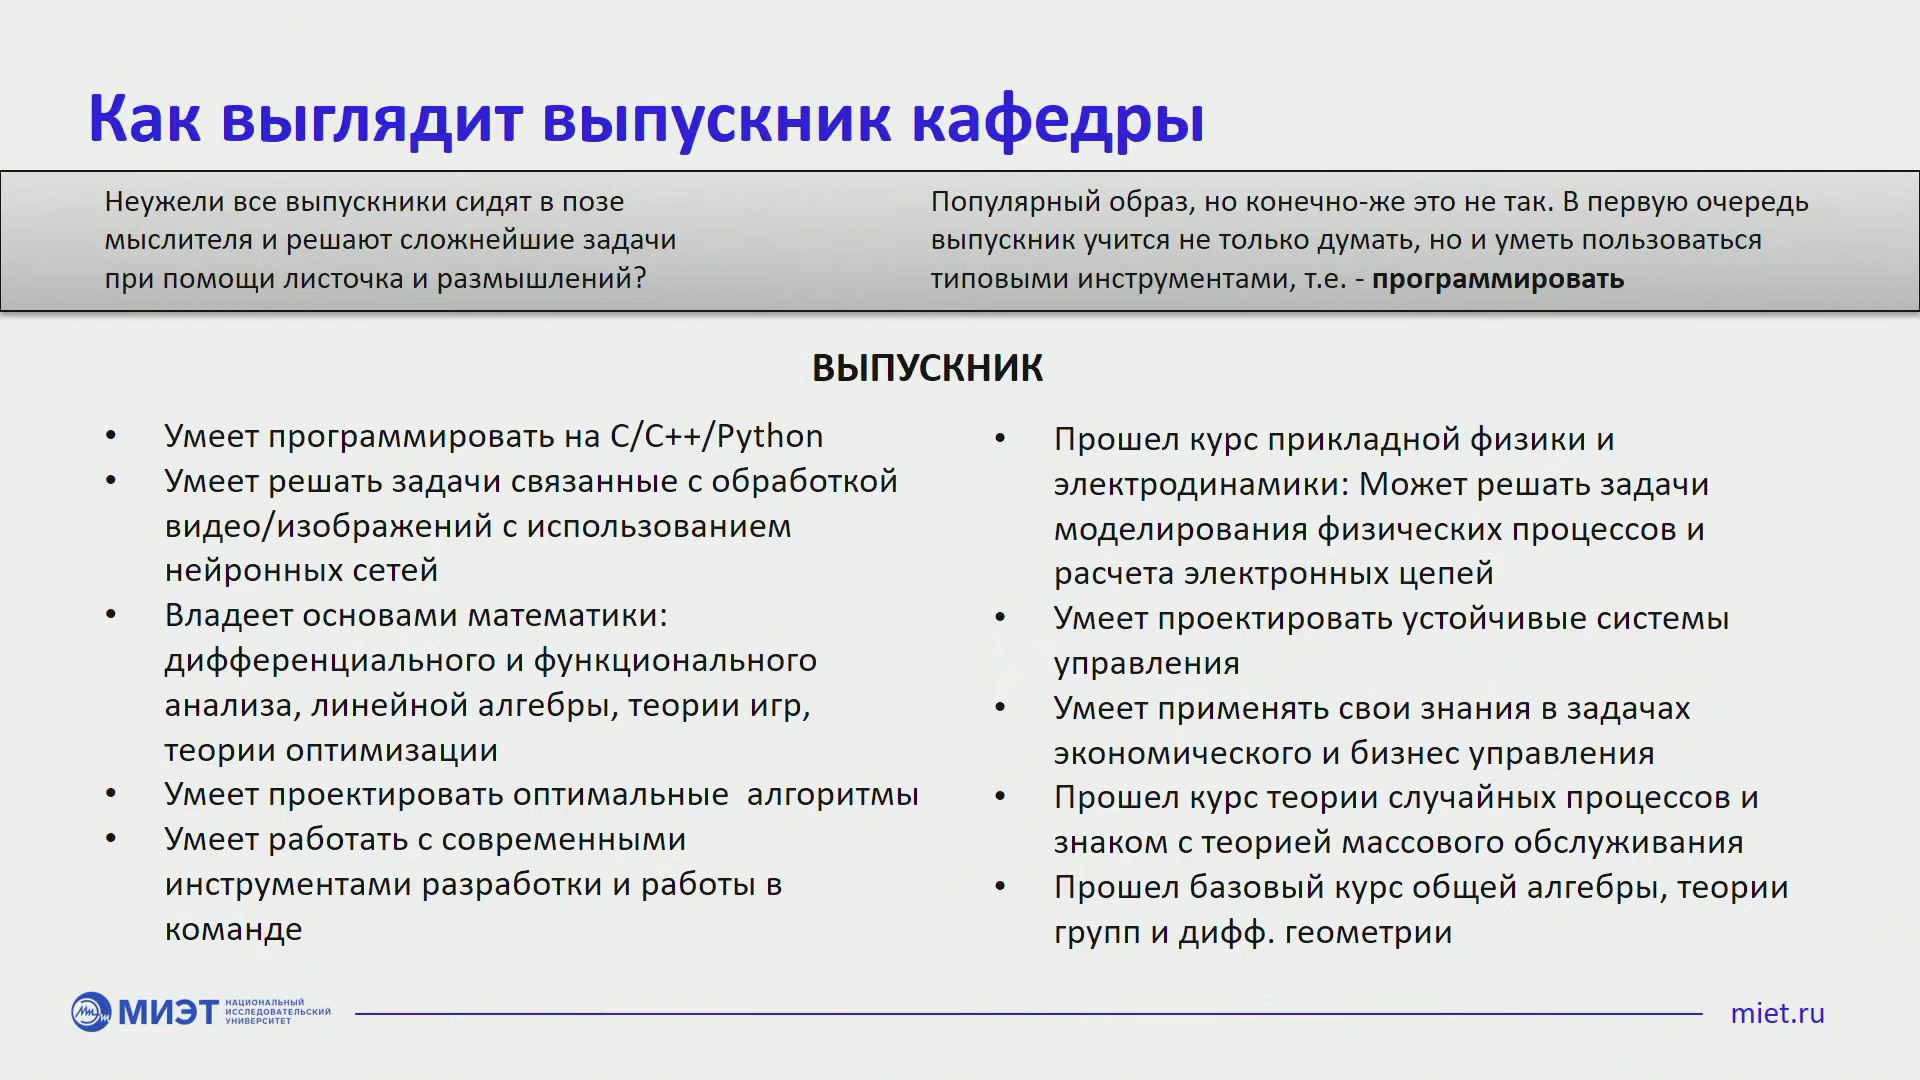 Как выглядит выпускник кафедры
Неужели все выпускники сидят в позе
мыслителя и решают сложнейшие задачи
при помощи листочка и размышлений?
Популярный образ, но конечно-же это не так. В первую очередь
выпускник учится не только думать, но и уметь пользоваться
типовыми инструментами, т.е. - программировать
ВЫПУСКНИК
• Умеет программировать на C/C++/Python
• Умеет решать задачи связанные с обработкой
видео/изображений с использованием
нейронных сетей
• Владеет основами математики:
дифференциального и функционального
анализа, линейной алгебры, теории игр,
теории оптимизации
• Умеет проектировать оптимальные  алгоритмы
• Умеет работать с современными
инструментами разработки и работы в
команде
• Прошел курс прикладной физики и
электродинамики: Может решать задачи
моделирования физических процессов и
расчета электронных цепей
• Умеет проектировать устойчивые системы
управления
• Умеет применять свои знания в задачах
экономического и бизнес управления
• Прошел курс теории случайных процессов и
знаком с теорией массового обслуживания
• Прошел базовый курс общей алгебры, теории
групп и дифф. геометрии
МИЭТ
НАЦИОНАЛЬНЫЙ
ИССЛЕДОВАТЕЛЬСКИЙ
УНИВЕРСИТЕТ
miet.ru